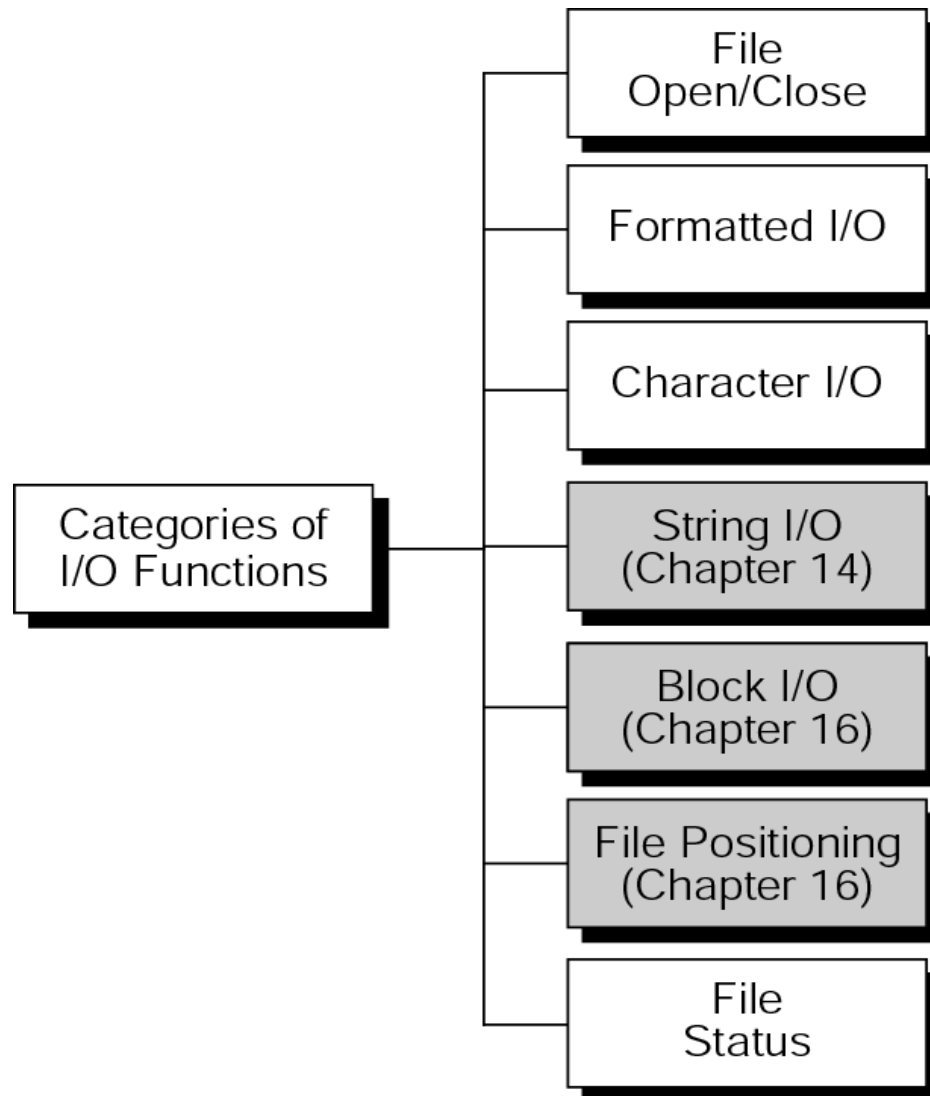 File
Open/Close
Formatted I/O
Character I/O
Categories of
I/O Functions
String I/O
(Chapter 14)
Block I/O
(Chapter 16)
File Positioning
(Chapter 16)
File
Status